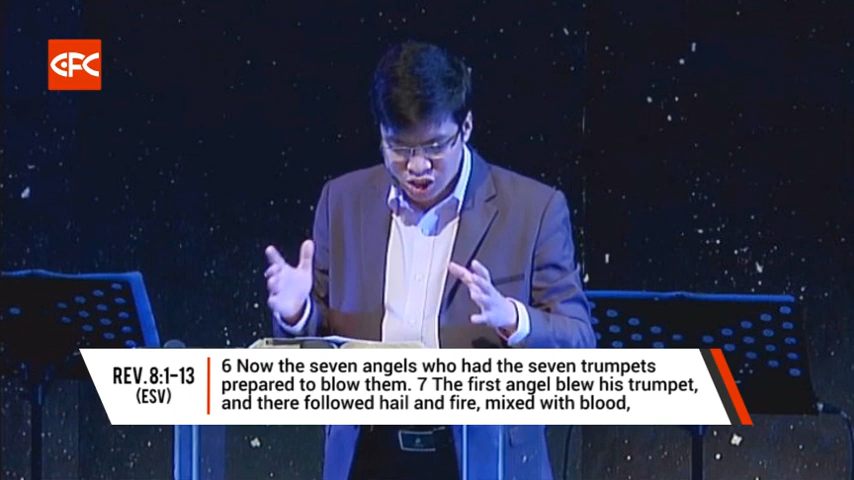 CFC
REV. 8:1-13
(ESV)
6 Now the seven angels who had the seven trumpets
prepared to blow them. 7 The first angel blew his trumpet,
and there followed hail and fire, mixed with blood,